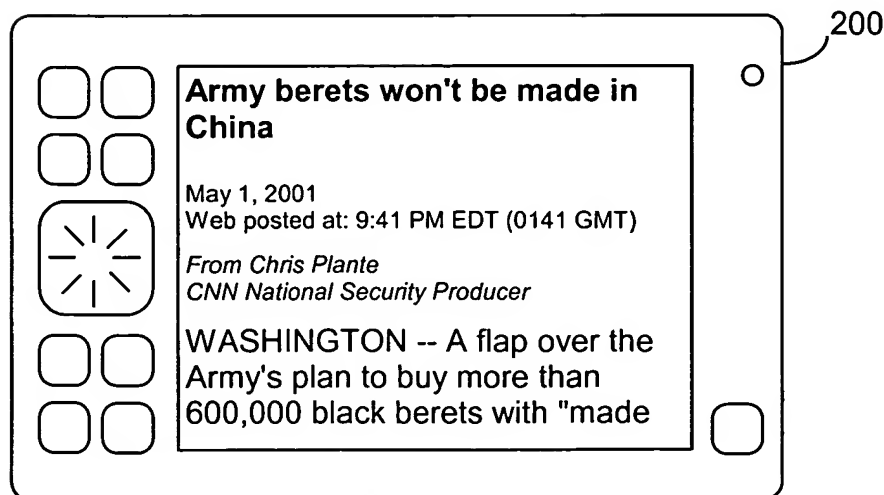 200
Army berets won't be made in
China
May 1, 2001
Web posted at: 9:41 PM EDT (0141 GMT)
From Chris Plante
CNN National Security Producer
WASHINGTON -- A flap over the
Army's plan to buy more than
600,000 black berets with "made